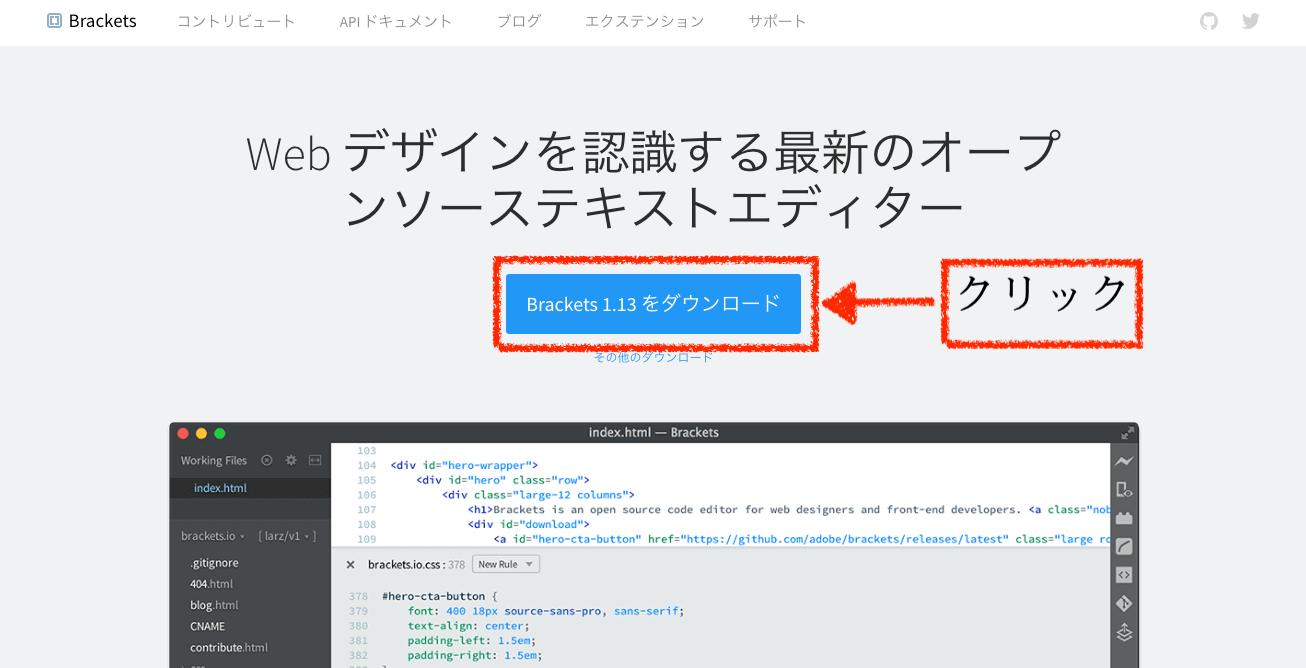 Brackets コントリビュート API ドキュメント ブログ エクステンション サポート
Web デザインを認識する最新のオープ
ンソーステキストエディター
Brackets 1.13 をダウンロード
クリック
その他のダウンロード
index.html — Brackets
Working Files
index.html
brackets.io [ larz/v1 ]
.gitignore
404.html
blog.html
CNAME
contribute.html
103
104 <div id="hero-wrapper">
105 <div id="hero" class="row">
106 <div class="large-12 columns">
107 <h1>Brackets is an open source code editor for web designers and front-end developers. <a class="nob
108 <div id="download">
109 <a id="hero-cta-button" href="https://github.com/adobe/brackets/releases/latest" class="large ro
× brackets.io.css : 378 New Rule
378 #hero-cta-button {
379 font: 400 18px source-sans-pro, sans-serif;
380 text-align: center;
381 padding-left: 1.5em;
382 padding-right: 1.5em;